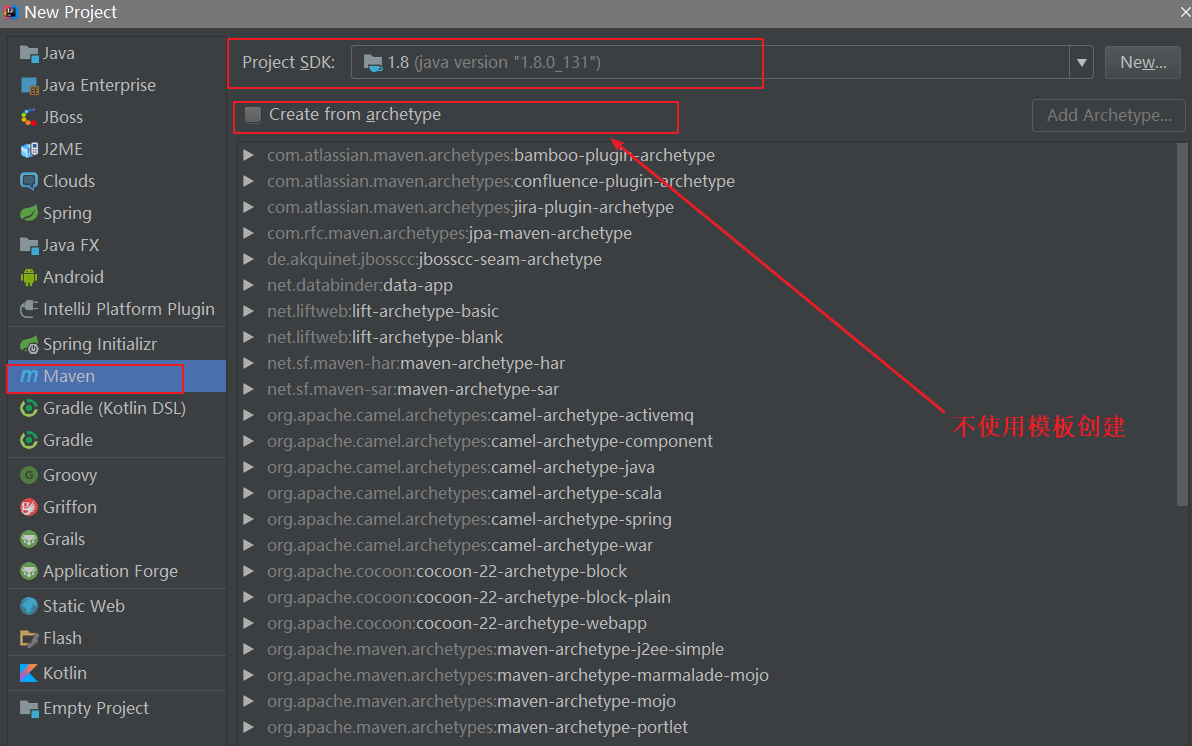 New Project
Java
Java Enterprise
JBoss
J2ME
Clouds
Spring
Java FX
Android
IntelliJ Platform Plugin
Spring Initializr
Maven
Gradle (Kotlin DSL)
Gradle
Groovy
Griffon
Grails
Application Forge
Static Web
Flash
Kotlin
Empty Project
Project SDK: 1.8 (java version "1.8.0_131") New...
Create from archetype Add Archetype...
com.atlassian.maven.archetypes:bamboo-plugin-archetype
com.atlassian.maven.archetypes:confluence-plugin-archetype
com.atlassian.maven.archetypes:jira-plugin-archetype
com.rfc.maven.archetypes:jpa-maven-archetype
de.akquinet.jbosscc:jbosscc-seam-archetype
net.databinder:data-app
net.liftweb:lift-archetype-basic
net.liftweb:lift-archetype-blank
net.sf.maven-har:maven-archetype-har
net.sf.maven-sar:maven-archetype-sar
org.apache.camel.archetypes:camel-archetype-activemq
org.apache.camel.archetypes:camel-archetype-component
org.apache.camel.archetypes:camel-archetype-java
org.apache.camel.archetypes:camel-archetype-scala
org.apache.camel.archetypes:camel-archetype-spring
org.apache.camel.archetypes:camel-archetype-war
org.apache.cocoon:cocoon-22-archetype-block
org.apache.cocoon:cocoon-22-archetype-block-plain
org.apache.cocoon:cocoon-22-archetype-webapp
org.apache.maven.archetypes:maven-archetype-j2ee-simple
org.apache.maven.archetypes:maven-archetype-marmalade-mojo
org.apache.maven.archetypes:maven-archetype-mojo
org.apache.maven.archetypes:maven-archetype-portlet
不使用模板创建